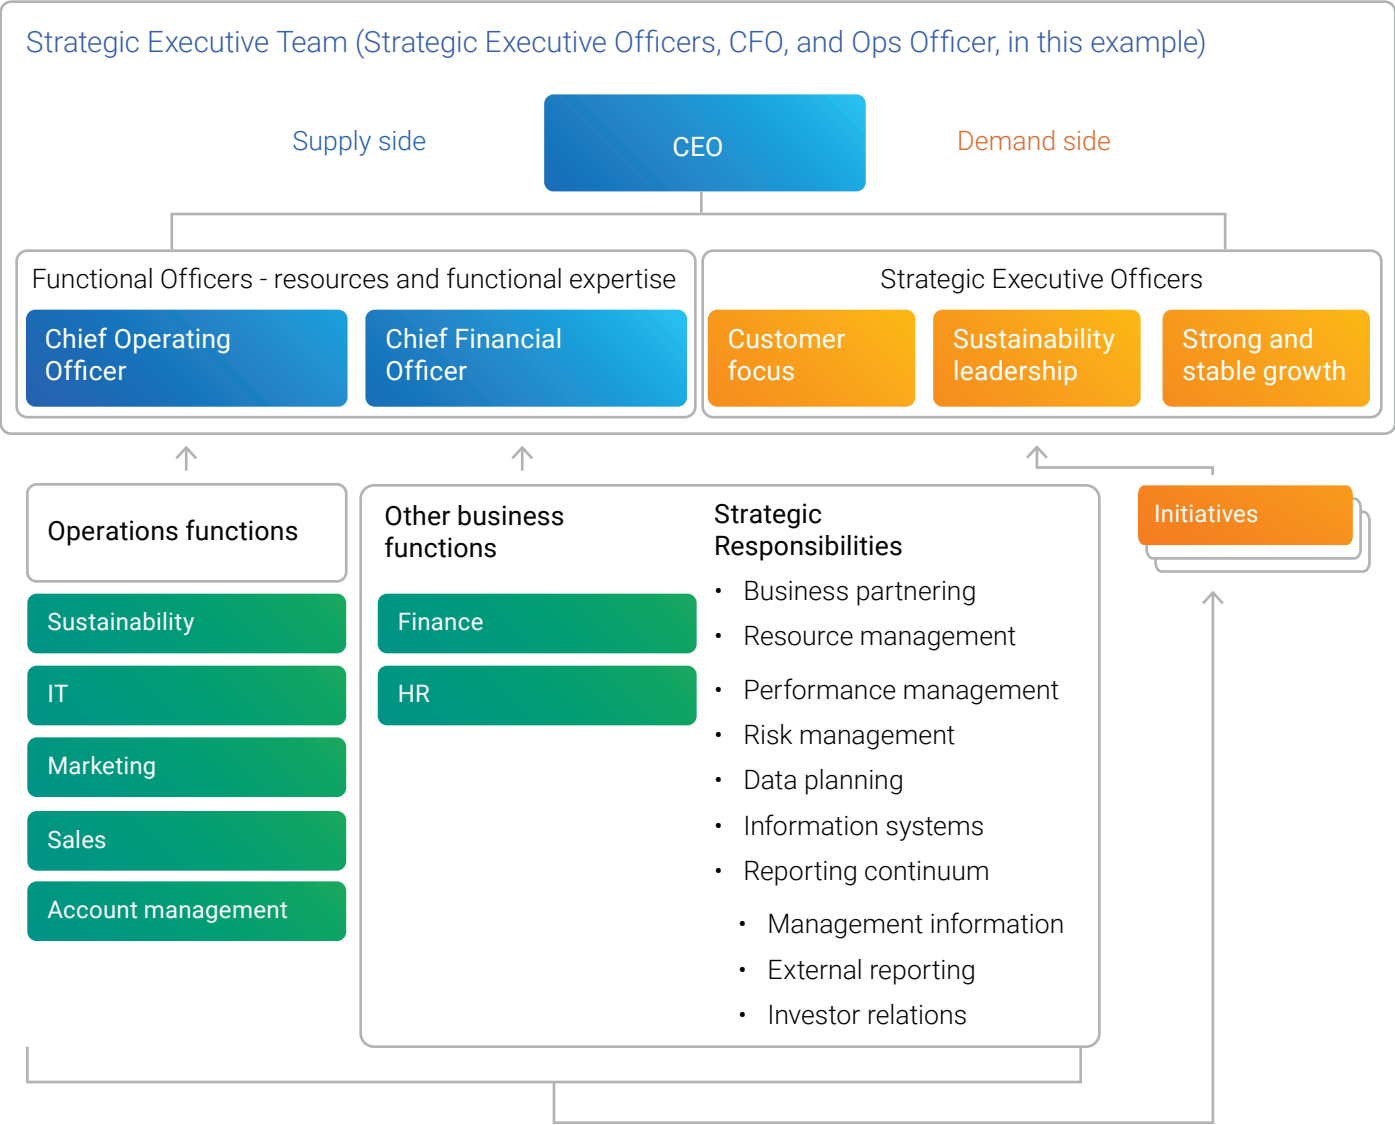 Strategic Executive Team (Strategic Executive Officers, CFO, and Ops Officer, in this example)
Supply side
CEO
Demand side
Functional Officers - resources and functional expertise
Chief Operating
Officer
Chief Financial
Officer
Strategic Executive Officers
Customer
focus
Sustainability
leadership
Strong and
stable growth
Operations functions
Sustainability
IT
Marketing
Sales
Account management
Other business
functions
Finance
HR
Strategic
Responsibilities
• Business partnering
• Resource management
• Performance management
• Risk management
• Data planning
• Information systems
• Reporting continuum
• Management information
• External reporting
• Investor relations
Initiatives